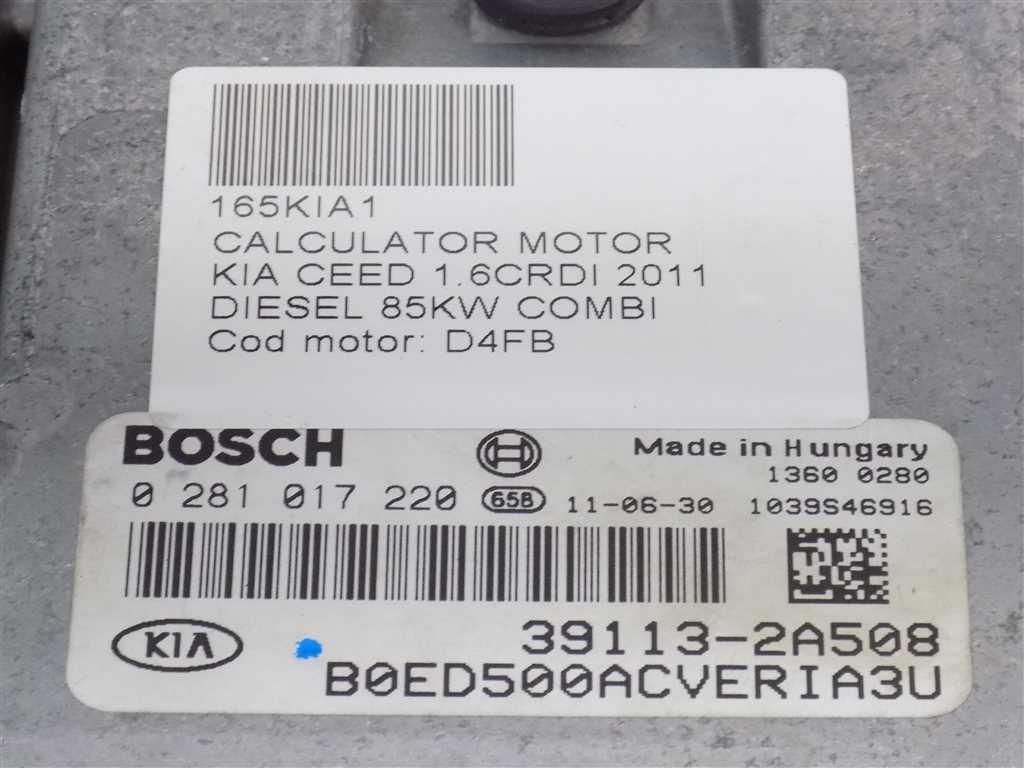 165KIA1
CALCULATOR MOTOR
KIA CEED 1.6CRDI 2011
DIESEL 85KW COMBI
Cod motor: D4FB
BOSCH
Made in Hungary
1360 0280
0 281 017 220 65B 11-06-30 1039S46916
39113-2A508
KIA
B0ED500ACVERIA3U